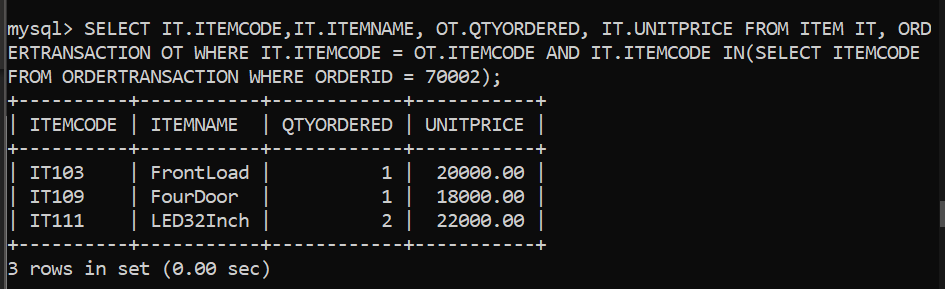 mysql> SELECT IT.ITEMCODE,IT.ITEMNAME, OT.QTYORDERED, IT.UNITPRICE FROM ITEM IT, ORD
ERTRANSACTION OT WHERE IT.ITEMCODE = OT.ITEMCODE AND IT.ITEMCODE IN(SELECT ITEMCODE
FROM ORDERTRANSACTION WHERE ORDERID = 70002);
+----------+-----------+------------+-----------+
| ITEMCODE | ITEMNAME  | QTYORDERED | UNITPRICE |
+----------+-----------+------------+-----------+
| IT103    | FrontLoad |          1 |  20000.00 |
| IT109    | FourDoor  |          1 |  18000.00 |
| IT111    | LED32Inch |          2 |  22000.00 |
+----------+-----------+------------+-----------+
3 rows in set (0.00 sec)